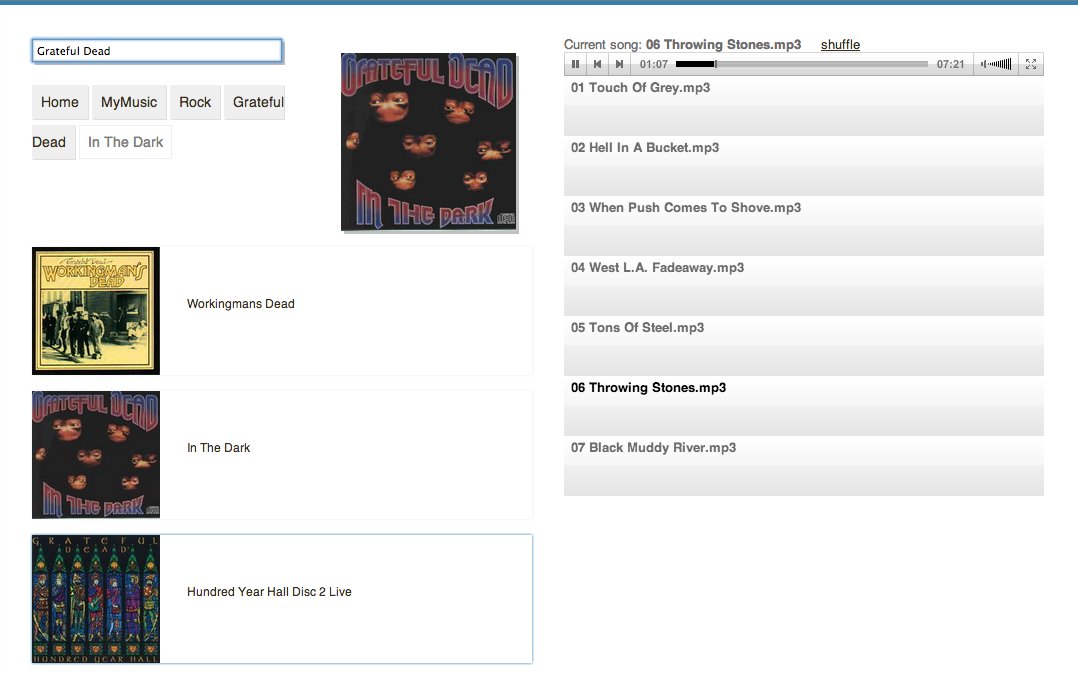 Grateful Dead
Home MyMusic Rock Grateful
Dead In The Dark
GRATEFUL DEAD
IN THE DARK
Grateful Dead
WORKINGMAN'S
DEAD
Workingmans Dead
GRATEFUL DEAD
IN THE DARK
In The Dark
GRATEFUL
DEAD
HUNDRED YEAR HALL
Hundred Year Hall Disc 2 Live
Current song: 06 Throwing Stones.mp3 shuffle
01:07 07:21
01 Touch Of Grey.mp3
02 Hell In A Bucket.mp3
03 When Push Comes To Shove.mp3
04 West L.A. Fadeaway.mp3
05 Tons Of Steel.mp3
06 Throwing Stones.mp3
07 Black Muddy River.mp3